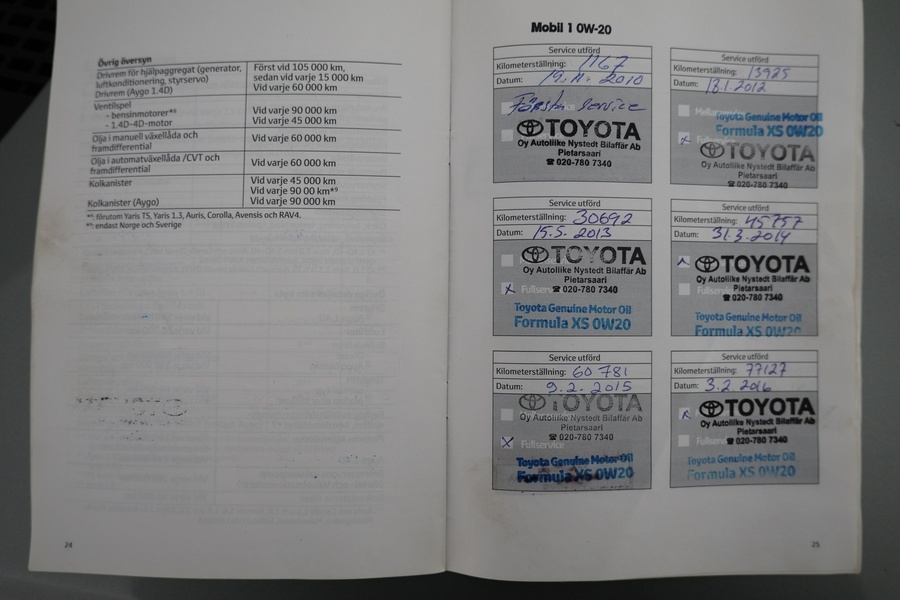 Övrig översyn
Drivrem för hjälpaggregat (generator, Först vid 105 000 km,
luftkonditionering, styrservo) sedan vid varje 15 000 km
Drivrem (Aygo 1.4D) Vid varje 60 000 km
Ventilspel
- bensinmotorer*⁸ Vid varje 90 000 km
- 1.4D-4D-motor Vid varje 45 000 km
Olja i manuell växellåda och Vid varje 60 000 km
framdifferential
Olja i automatväxellåda /CVT och Vid varje 60 000 km
framdifferential
Kolkanister Vid varje 45 000 km
Vid varje 90 00 km*⁹
Kolkanister (Aygo) Vid varje 90 000 km
*⁸: förutom Yaris TS, Yaris 1.3, Auris, Corolla, Avensis och RAV4.
*⁹: endast Norge och Sverige
24
Mobil 1 0W-20
Service utförd
Kilometerställning: 1167
Datum: 19.11.2010
Första service
TOYOTA
Oy Autoliike Nystedt Bilaffär Ab
Pietarsaari
☎ 020-780 7340
Service utförd
Kilometerställning: 13925
Datum: 18.1.2012
Toyota Genuine Motor Oil
Formula XS 0W20
x
TOYOTA
Oy Autoliike Nystedt Bilaffär Ab
Pietarsaari
☎ 020-780 7340
Service utförd
Kilometerställning: 30692
Datum: 15.5.2013
TOYOTA
Oy Autoliike Nystedt Bilaffär Ab
Pietarsaari
x Fullservice ☎ 020-780 7340
Toyota Genuine Motor Oil
Formula XS 0W20
Service utförd
Kilometerställning: 45757
Datum: 31.3.2014
x TOYOTA
Oy Autoliike Nystedt Bilaffär Ab
Pietarsaari
☎ 020-780 7340
Toyota Genuine Motor Oil
Formula XS 0W20
Service utförd
Kilometerställning: 60 781
Datum: 9.2.2015
TOYOTA
Oy Autoliike Nystedt Bilaffär Ab
Pietarsaari
x Fullservice ☎ 020-780 7340
Toyota Genuine Motor Oil
Formula XS 0W20
Service utförd
Kilometerställning: 77127
Datum: 3.2.2016
x TOYOTA
Oy Autoliike Nystedt Bilaffär Ab
Pietarsaari
☎ 020-780 7340
Toyota Genuine Motor Oil
Formula XS 0W20
25